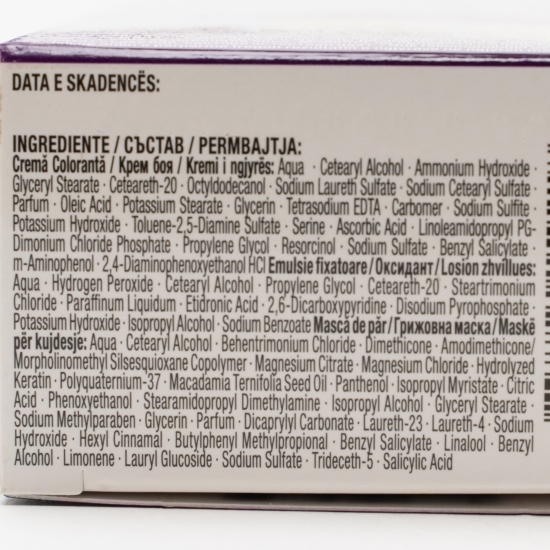 DATA E SKADENCËS:
INGREDIENTE / СЪСТАВ / PERMBAJTJA:
Cremă Colorantă / Крем боя / Kremi i ngjyrës: Aqua · Cetearyl Alcohol · Ammonium Hydroxide ·
Glyceryl Stearate · Ceteareth-20 · Octyldodecanol · Sodium Laureth Sulfate · Sodium Cetearyl Sulfate ·
Parfum · Oleic Acid · Potassium Stearate · Glycerin · Tetrasodium EDTA · Carbomer · Sodium Sulfite ·
Potassium Hydroxide · Toluene-2,5-Diamine Sulfate · Serine · Ascorbic Acid · Linoleamidopropyl PG-
Dimonium Chloride Phosphate · Propylene Glycol · Resorcinol · Sodium Sulfate · Benzyl Salicylate ·
m-Aminophenol · 2,4-Diaminophenoxyethanol HCl Emulsie fixatoare / Оксидант / Losion zhvillues:
Aqua · Hydrogen Peroxide · Cetearyl Alcohol · Propylene Glycol · Ceteareth-20 · Steartrimonium
Chloride · Paraffinum Liquidum · Etidronic Acid · 2,6-Dicarboxypyridine · Disodium Pyrophosphate ·
Potassium Hydroxide · Isopropyl Alcohol · Sodium Benzoate Mască de păr / Грижовна маска / Maskë
për kujdesje: Aqua · Cetearyl Alcohol · Behentrimonium Chloride · Dimethicone · Amodimethicone/
Morpholinomethyl Silsesquioxane Copolymer · Magnesium Citrate · Magnesium Chloride · Hydrolyzed
Keratin · Polyquaternium-37 · Macadamia Ternifolia Seed Oil · Panthenol · Isopropyl Myristate · Citric
Acid · Phenoxyethanol · Stearamidopropyl Dimethylamine · Isopropyl Alcohol · Glyceryl Stearate ·
Sodium Methylparaben · Glycerin · Parfum · Dicaprylyl Carbonate · Laureth-23 · Laureth-4 · Sodium
Hydroxide · Hexyl Cinnamal · Butylphenyl Methylpropional · Benzyl Salicylate · Linalool · Benzyl
Alcohol · Limonene · Lauryl Glucoside · Sodium Sulfate · Trideceth-5 · Salicylic Acid